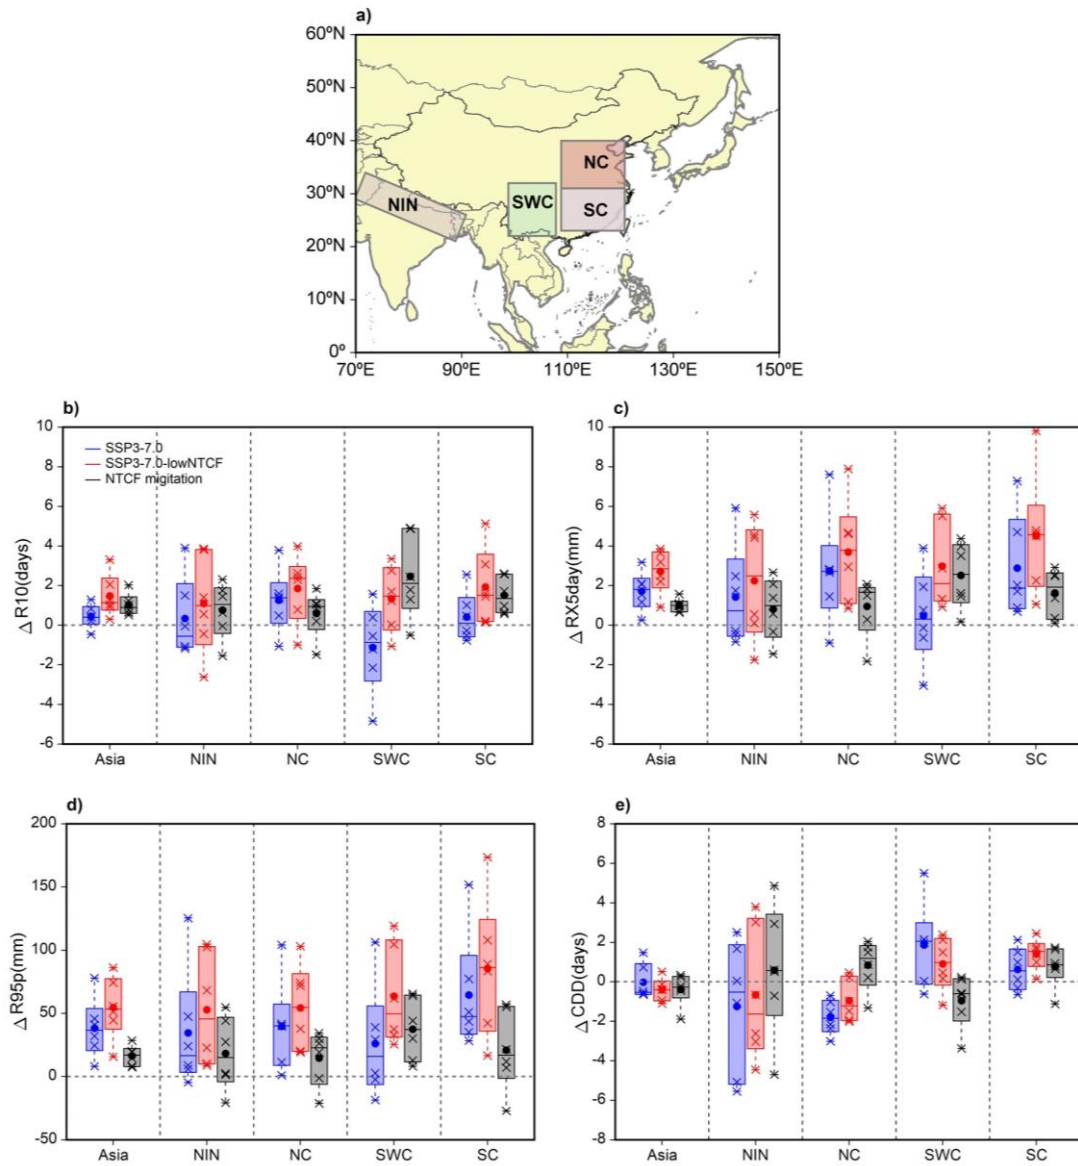 a)
60ºN
50ºN
40ºN
30ºN
20ºN
10ºN
0º
70ºE 90ºE 110ºE 130ºE 150ºE
NC
SWC
NIN
SC
b)
10
8
6
4
2
0
-2
-4
-6
Δ R10(days)
SSP3-7.0
SSP3-7.0-lowNTCF
NTCF migitation
Asia NIN NC SWC SC
c)
10
8
6
4
2
0
-2
-4
-6
Δ RX5day(mm)
Asia NIN NC SWC SC
d)
200
150
100
50
0
-50
Δ R95p(mm)
Asia NIN NC SWC SC
e)
8
6
4
2
0
-2
-4
-6
-8
Δ CDD(days)
Asia NIN NC SWC SC